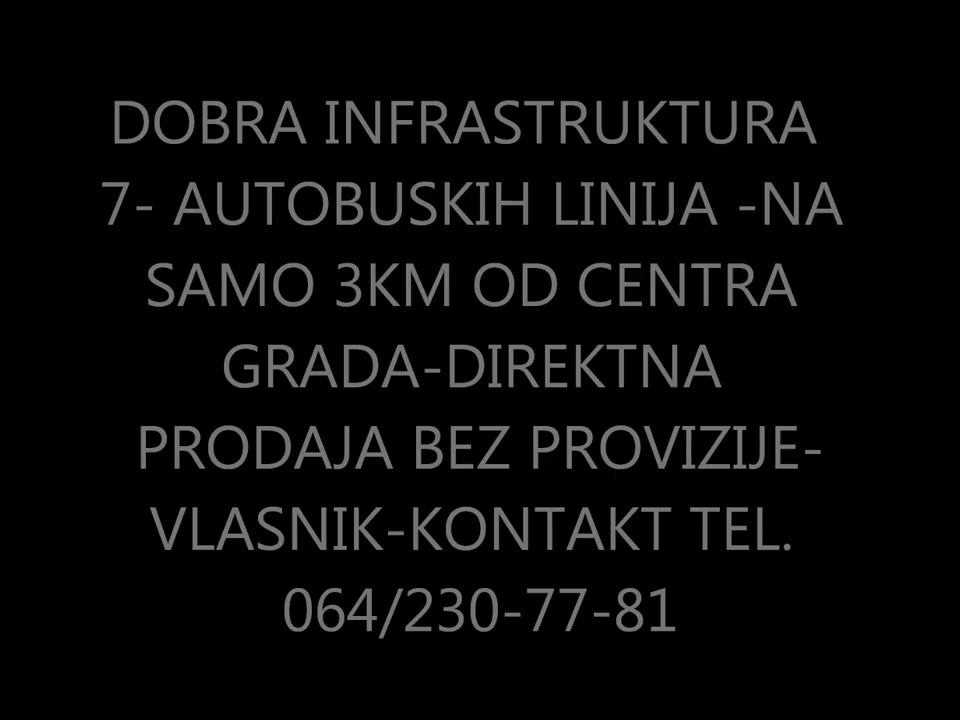 DOBRA INFRASTRUKTURA
7- AUTOBUSKIH LINIJA -NA
SAMO 3KM OD CENTRA
GRADA-DIREKTNA
PRODAJA BEZ PROVIZIJE-
VLASNIK-KONTAKT TEL.
064/230-77-81